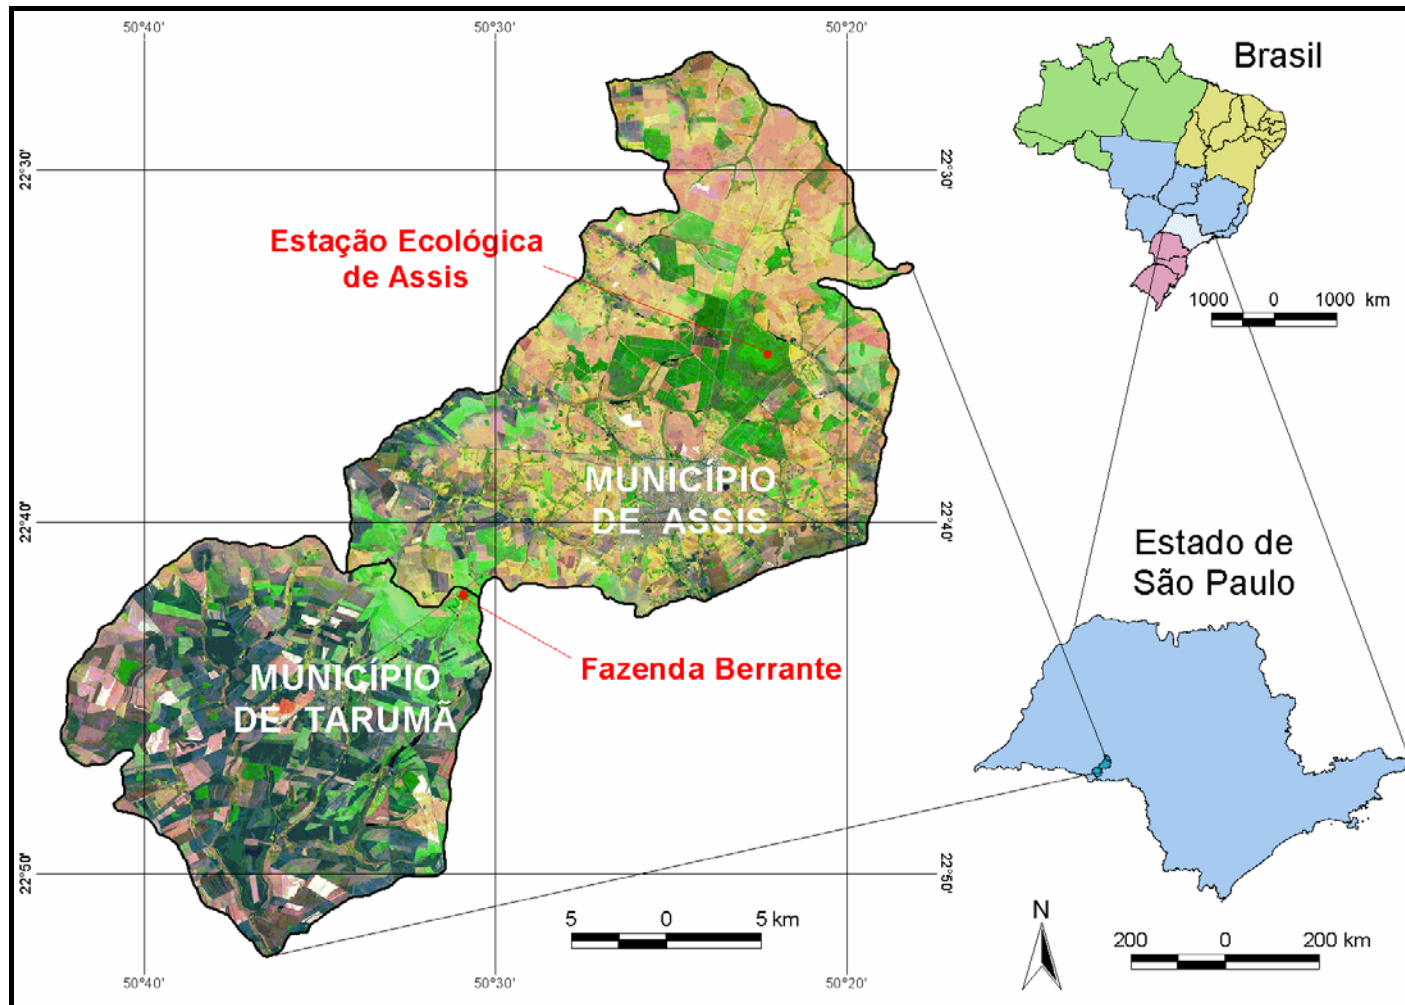 50°40'
50°30'
50°20'
Brasil
22°30'
22°30'
Estação Ecológica
de Assis
1000 0 1000 km
MUNICÍPIO
DE ASSIS
22°40'
22°40'
Estado de
São Paulo
Fazenda Berrante
MUNICÍPIO
DE TARUMÃ
22°50'
22°50'
5 0 5 km
N
200 0 200 km
50°40'
50°30'
50°20'